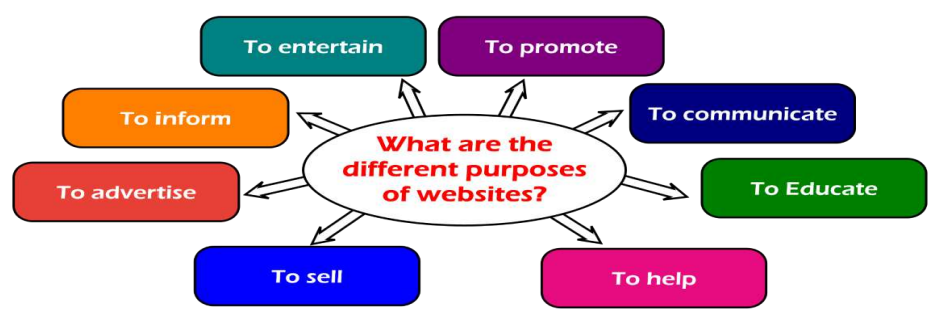 To entertain
To promote
To inform
To communicate
What are the
different purposes
of websites?
To advertise
To Educate
To sell
To help